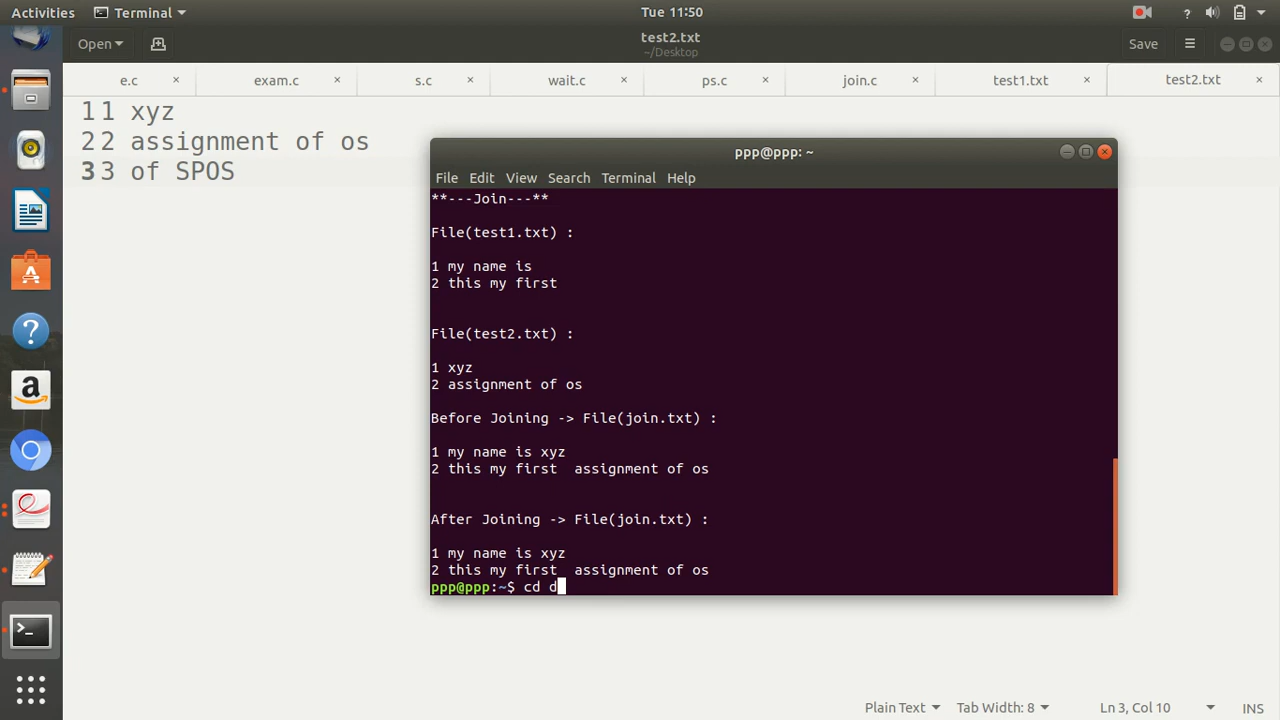 Activities Terminal Tue 11:50 ?
Open test2.txt Save
~/Desktop
e.c × exam.c × s.c × wait.c × ps.c × join.c × test1.txt × test2.txt ×
1 1 xyz
2 2 assignment of os
3 3 of SPOS
ppp@ppp: ~
File Edit View Search Terminal Help
**---Join---**
File(test1.txt) :
1 my name is
2 this my first
File(test2.txt) :
1 xyz
2 assignment of os
Before Joining -> File(join.txt) :
1 my name is xyz
2 this my first  assignment of os
After Joining -> File(join.txt) :
1 my name is xyz
2 this my first  assignment of os
ppp@ppp:~$ cd d
Plain Text Tab Width: 8 Ln 3, Col 10 INS